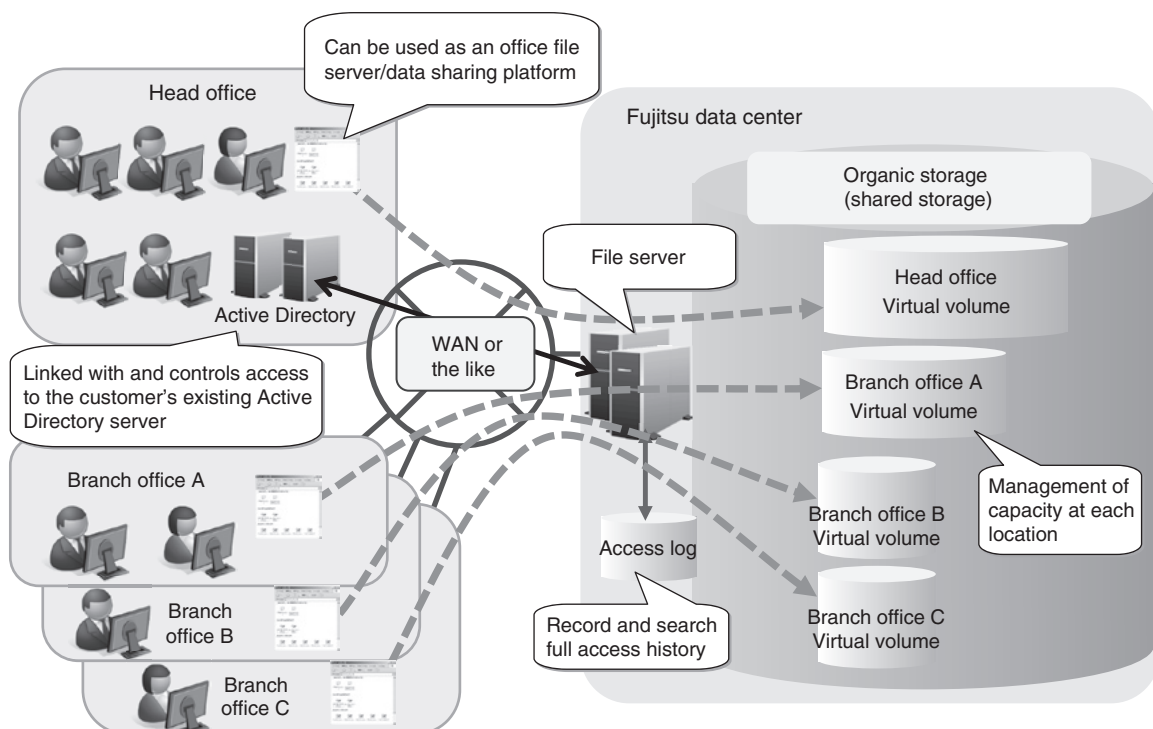 Can be used as an office file
server/data sharing platform
Head office
Active Directory
Linked with and controls access
to the customer's existing Active
Directory server
Branch office A
Branch
office B
Branch
office C
WAN or
the like
File server
Fujitsu data center
Organic storage
(shared storage)
Head office
Virtual volume
Branch office A
Virtual volume
Branch office B
Virtual volume
Branch office C
Virtual volume
Management of
capacity at each
location
Access log
Record and search
full access history